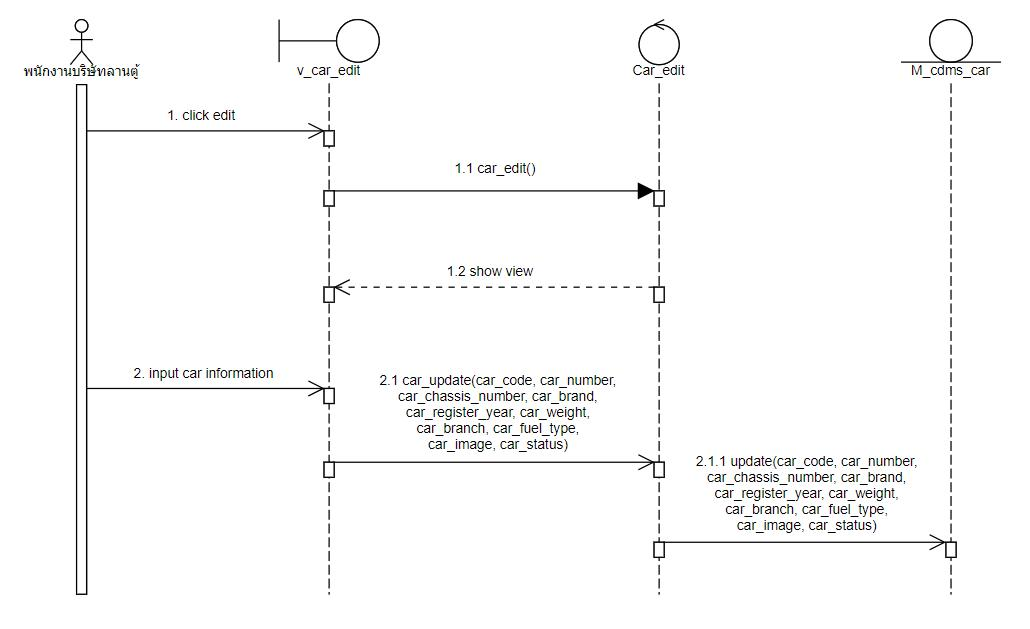 พนักงานบริษัทลานตู้
v_car_edit
Car_edit
M_cdms_car
1. click edit
1.1 car_edit()
1.2 show view
2. input car information
2.1 car_update(car_code, car_number,
car_chassis_number, car_brand,
car_register_year, car_weight,
car_branch, car_fuel_type,
car_image, car_status)
2.1.1 update(car_code, car_number,
car_chassis_number, car_brand,
car_register_year, car_weight,
car_branch, car_fuel_type,
car_image, car_status)